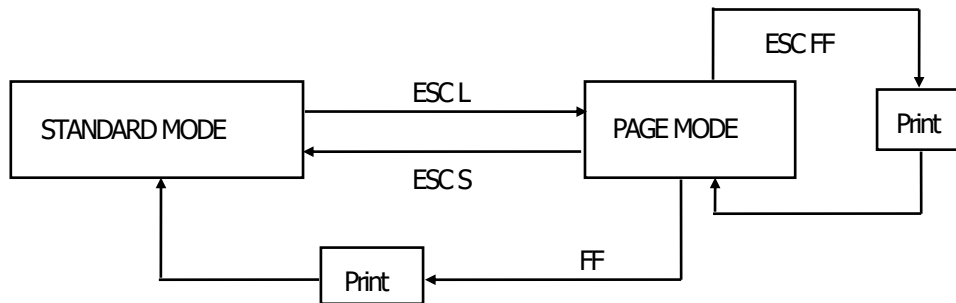 ESC FF
ESC L
STANDARD MODE
PAGE MODE
Print
ESC S
FF
Print